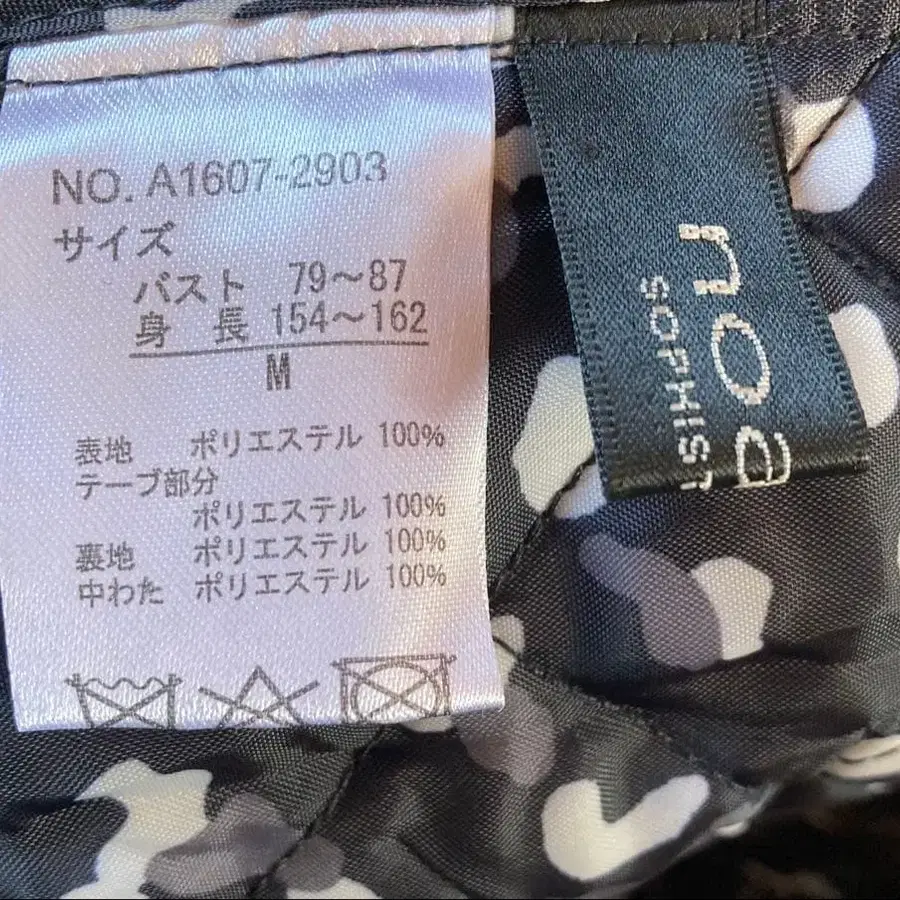 NO. A1607-2903
サイズ
バスト 79～87
身 長 154～162
M
表地 ポリエステル 100%
テープ部分
ポリエステル 100%
裏地 ポリエステル 100%
中わた ポリエステル 100%
noa
SOPHIST